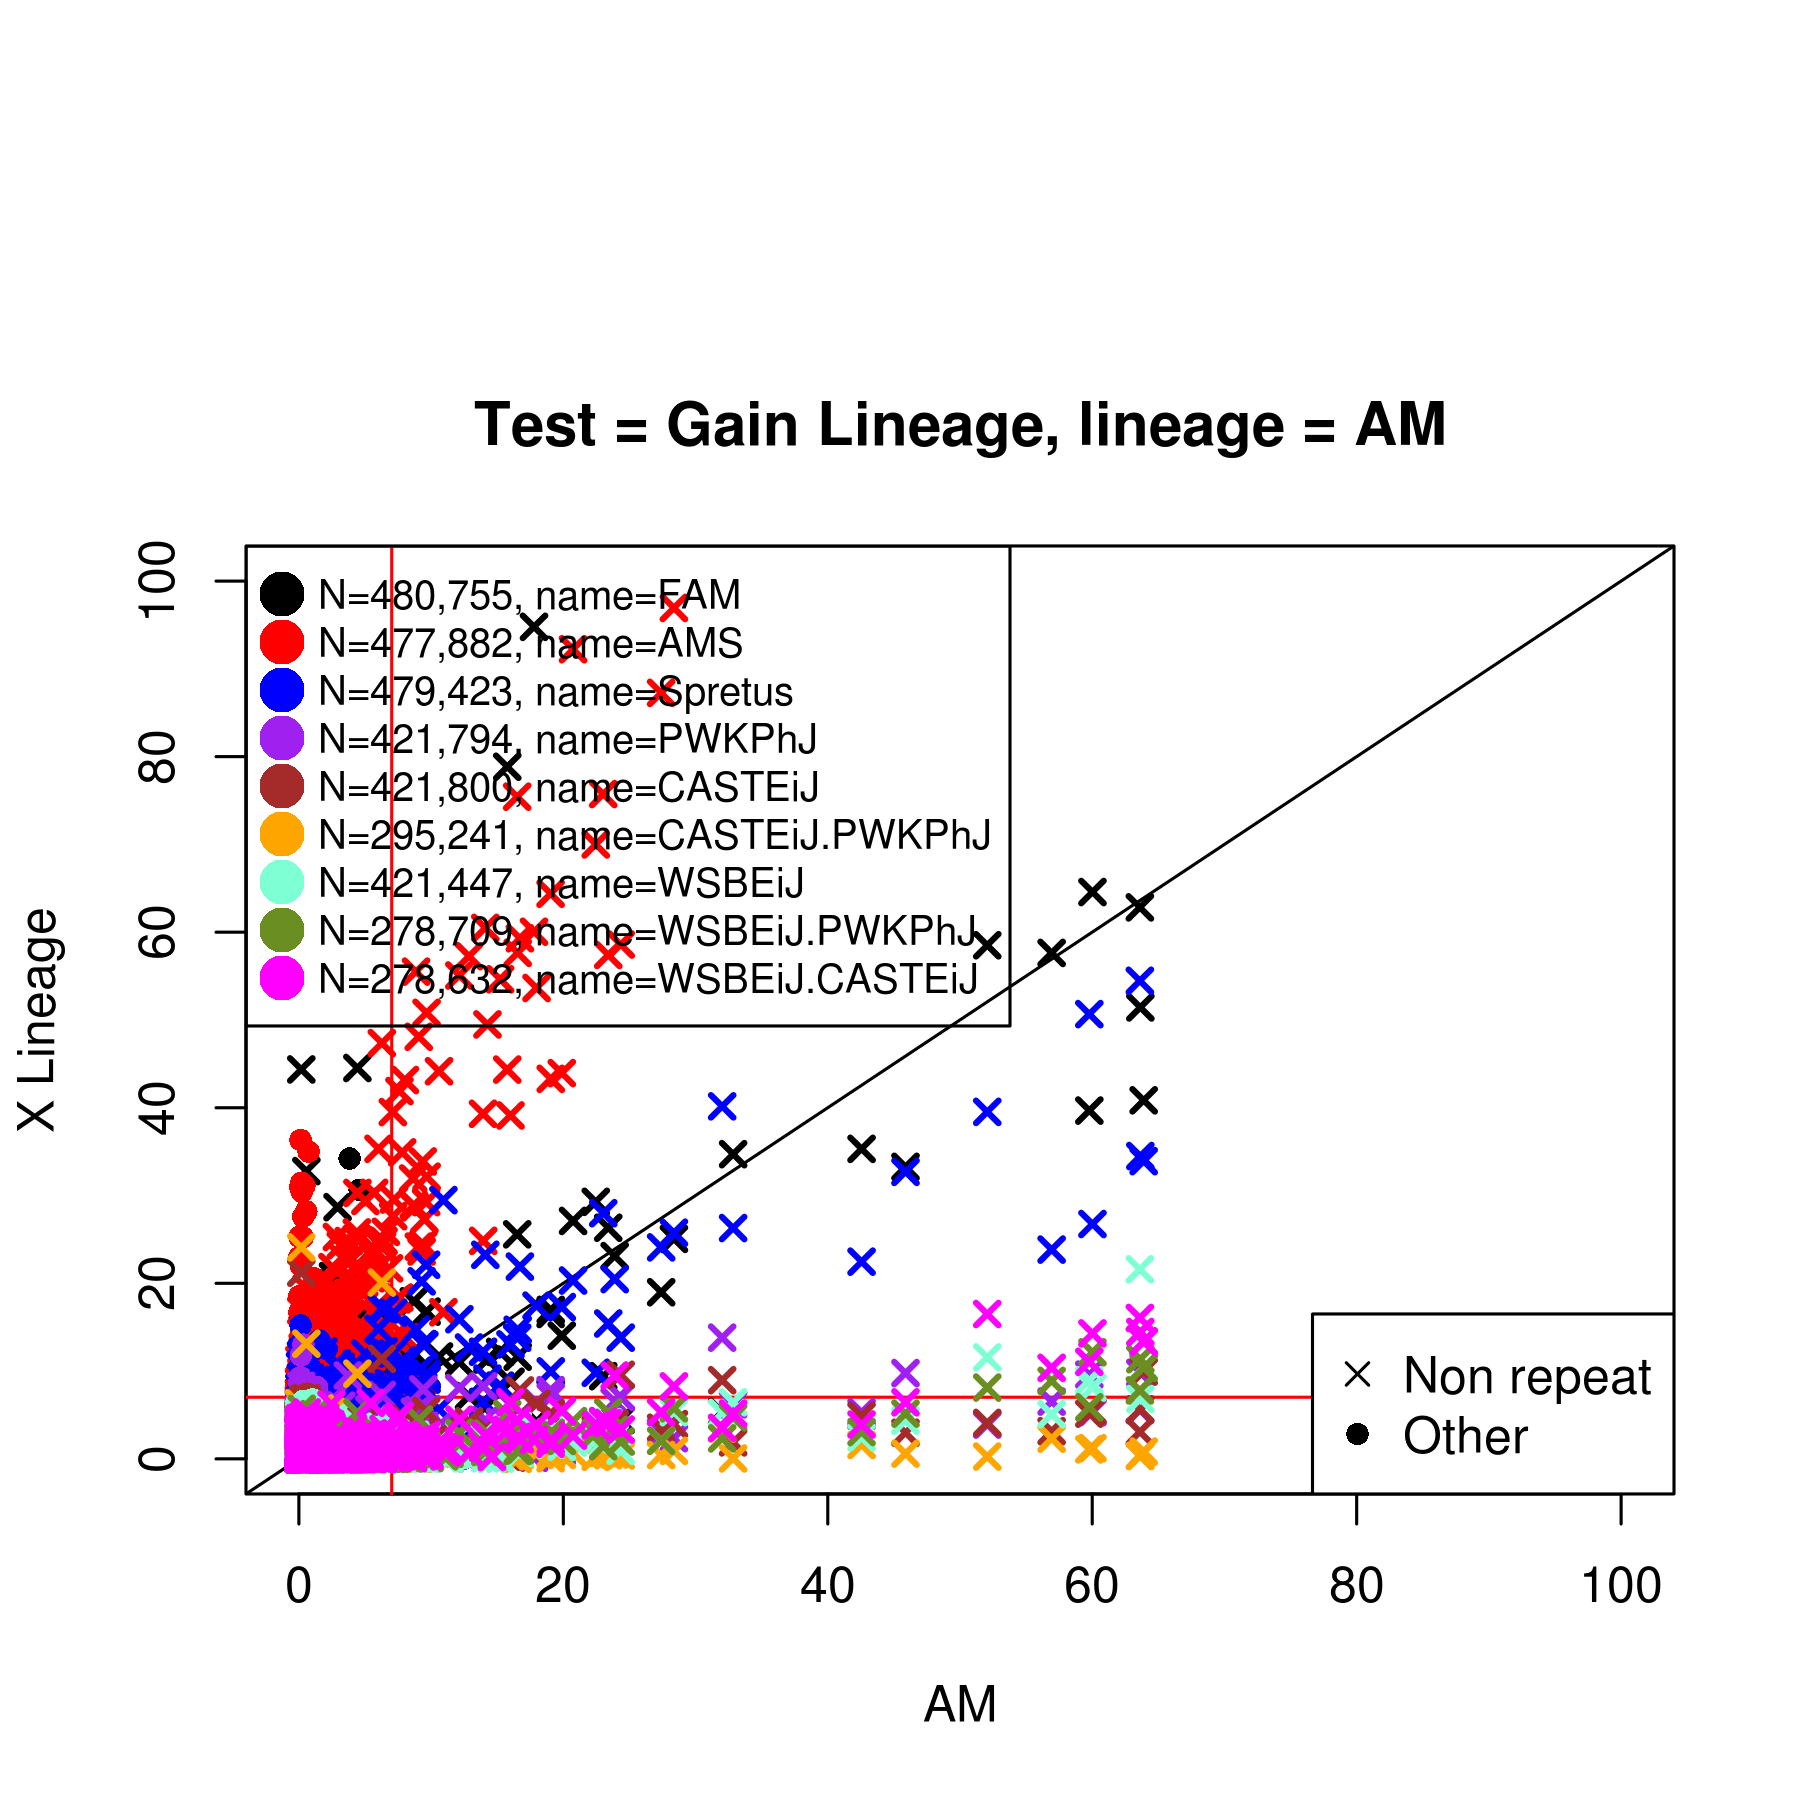 Test = Gain Lineage, lineage = AM
N=480,755, name=FAM
N=477,882, name=AMS
N=479,423, name=Spretus
N=421,794, name=PWKPhJ
N=421,800, name=CASTEiJ
N=295,241, name=CASTEiJ.PWKPhJ
N=421,447, name=WSBEiJ
N=278,709, name=WSBEiJ.PWKPhJ
N=278,632, name=WSBEiJ.CASTEiJ
X Lineage
100
80
60
40
20
0
Non repeat
Other
0 20 40 60 80 100
AM